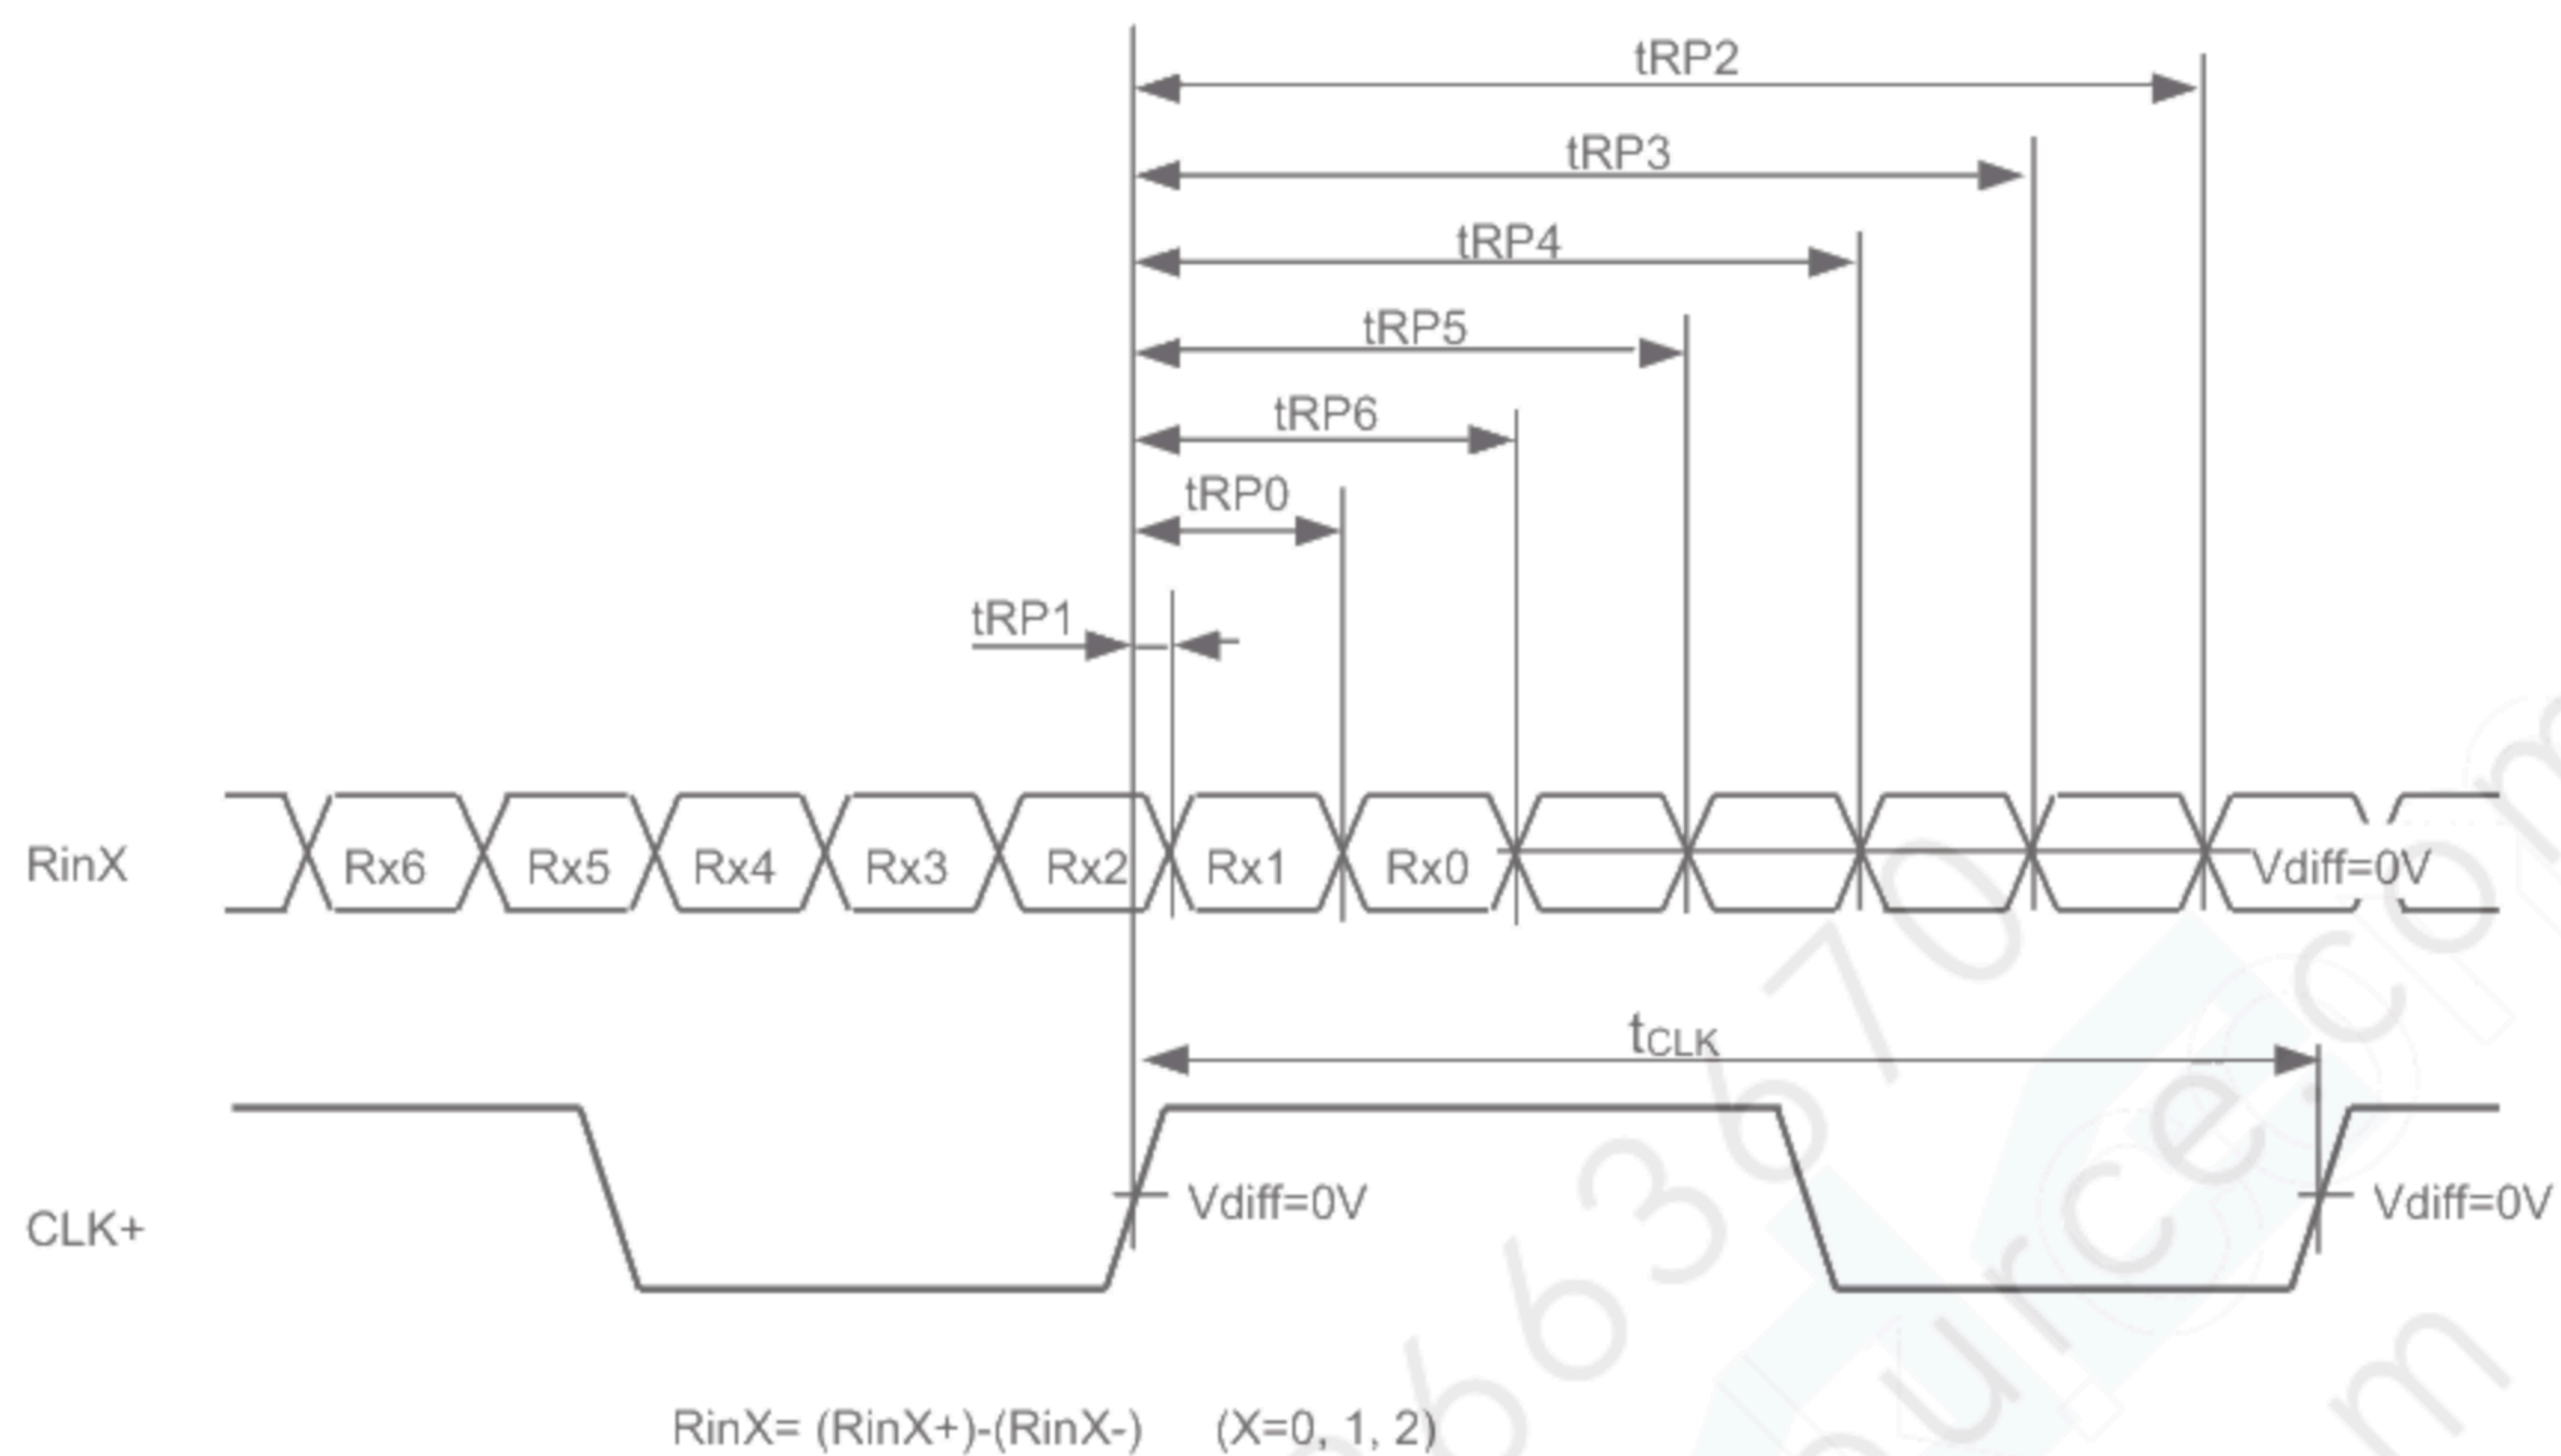 tRP2
tRP3
tRP4
tRP5
tRP6
tRP0
tRP1
RinX Rx6 Rx5 Rx4 Rx3 Rx2 Rx1 Rx0 Vdiff=0V
tCLK
CLK+ Vdiff=0V Vdiff=0V
RinX= (RinX+)-(RinX-) (X=0, 1, 2)